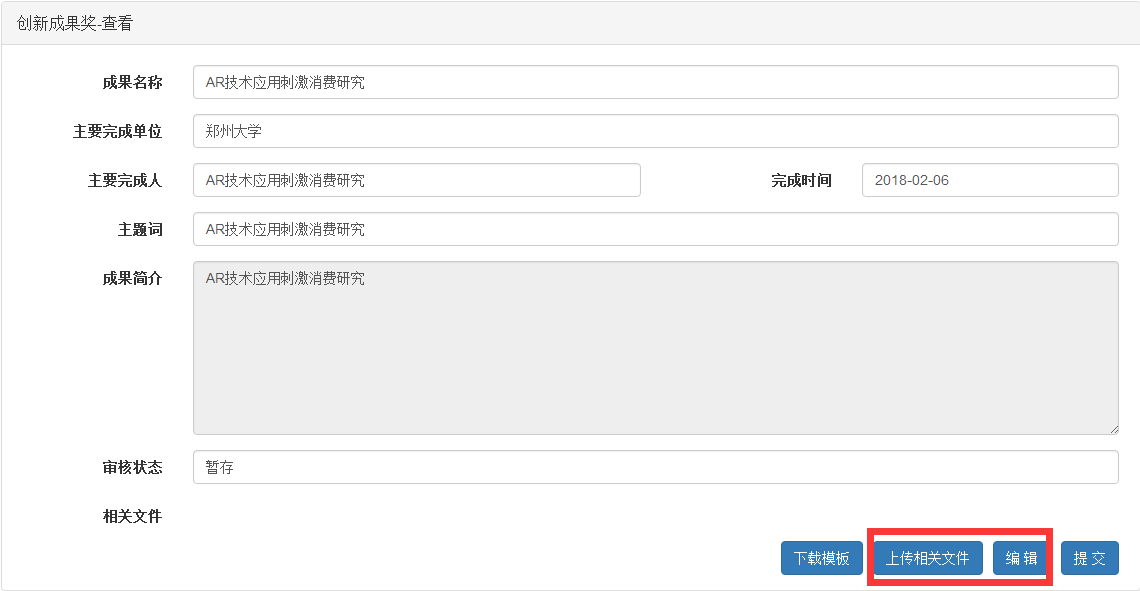 创新成果奖-查看
成果名称 AR技术应用刺激消费研究
主要完成单位 郑州大学
主要完成人 AR技术应用刺激消费研究 完成时间 2018-02-06
主题词 AR技术应用刺激消费研究
成果简介 AR技术应用刺激消费研究
审核状态 暂存
相关文件
下载模板 上传相关文件 编 辑 提 交